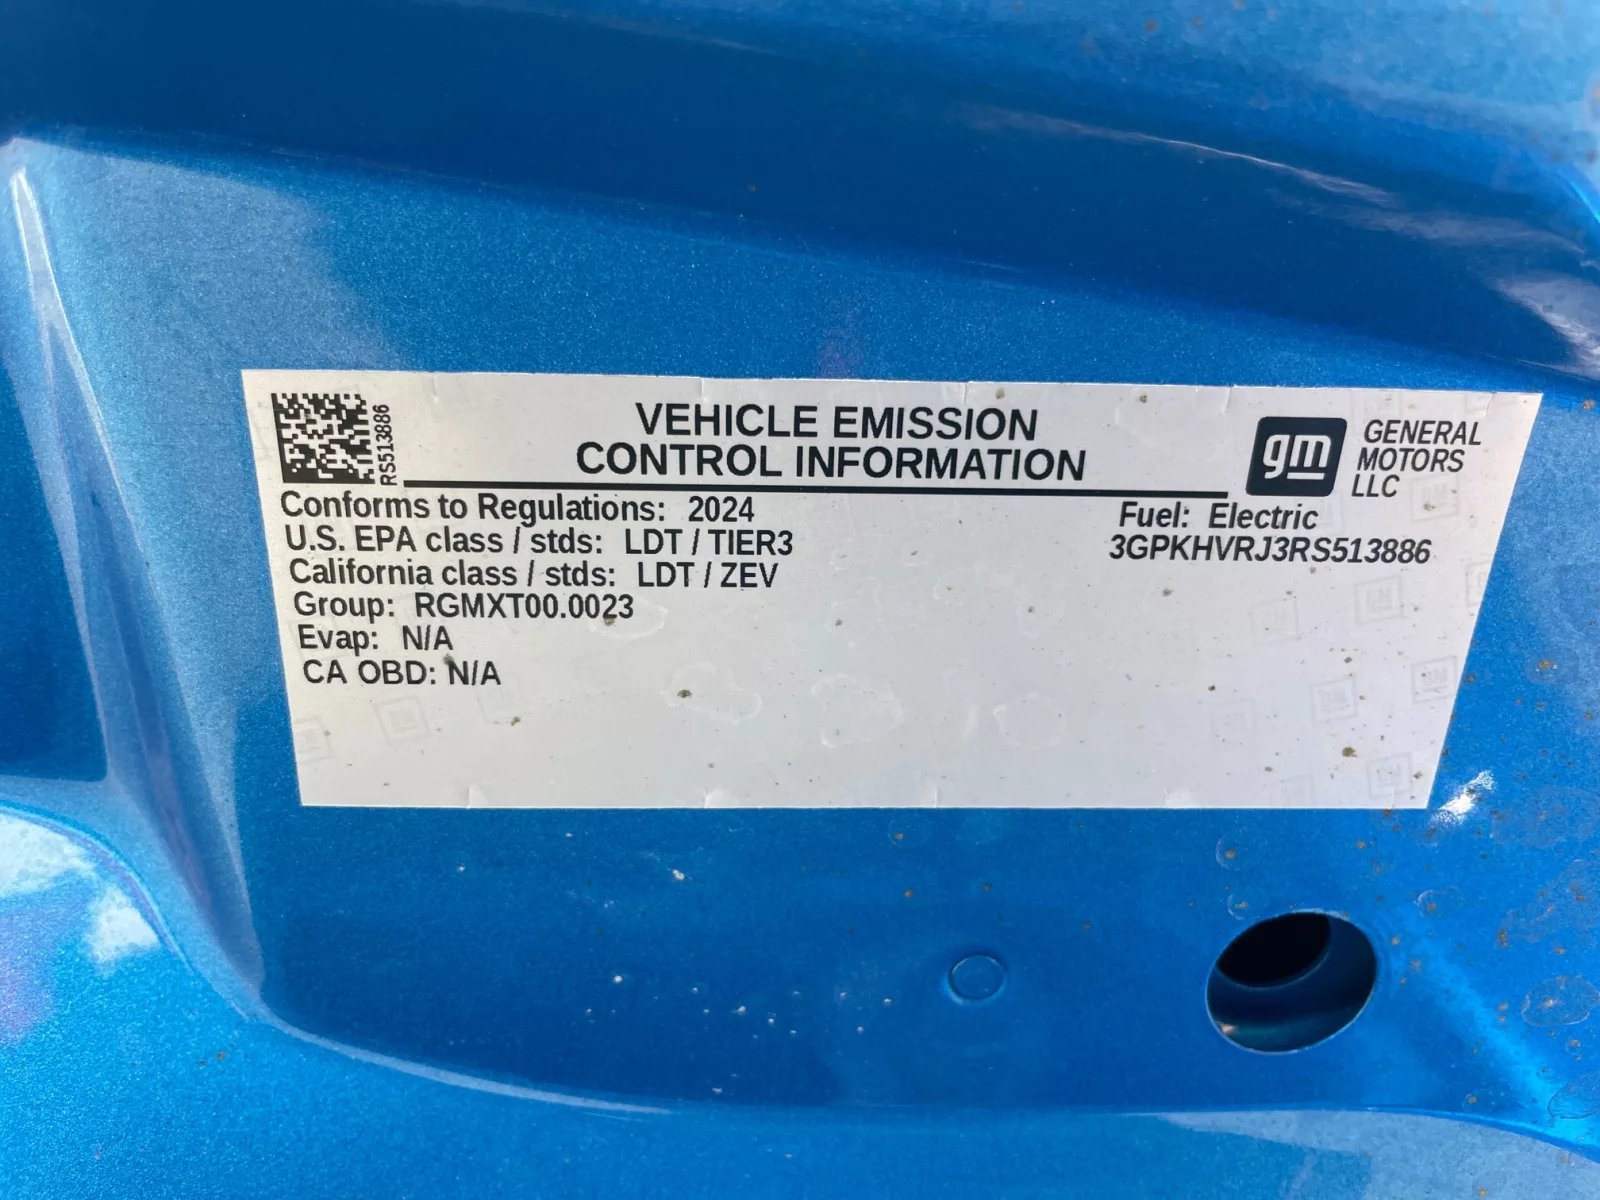 RS513886
VEHICLE EMISSION
CONTROL INFORMATION
gm
GENERAL
MOTORS
LLC
Conforms to Regulations: 2024
U.S. EPA class / stds: LDT / TIER3
California class / stds: LDT / ZEV
Group: RGMXT00.0023
Evap: N/A
CA OBD: N/A
Fuel: Electric
3GPKHVRJ3RS513886